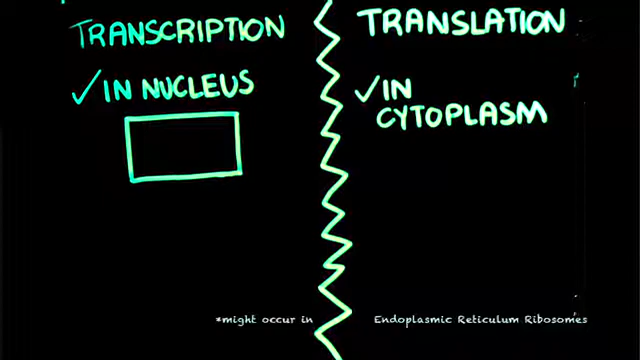 TRANSCRIPTION
✓ IN NUCLEUS
TRANSLATION
✓ IN
CYTOPLASM
*might occur in Endoplasmic Reticulum Ribosomes